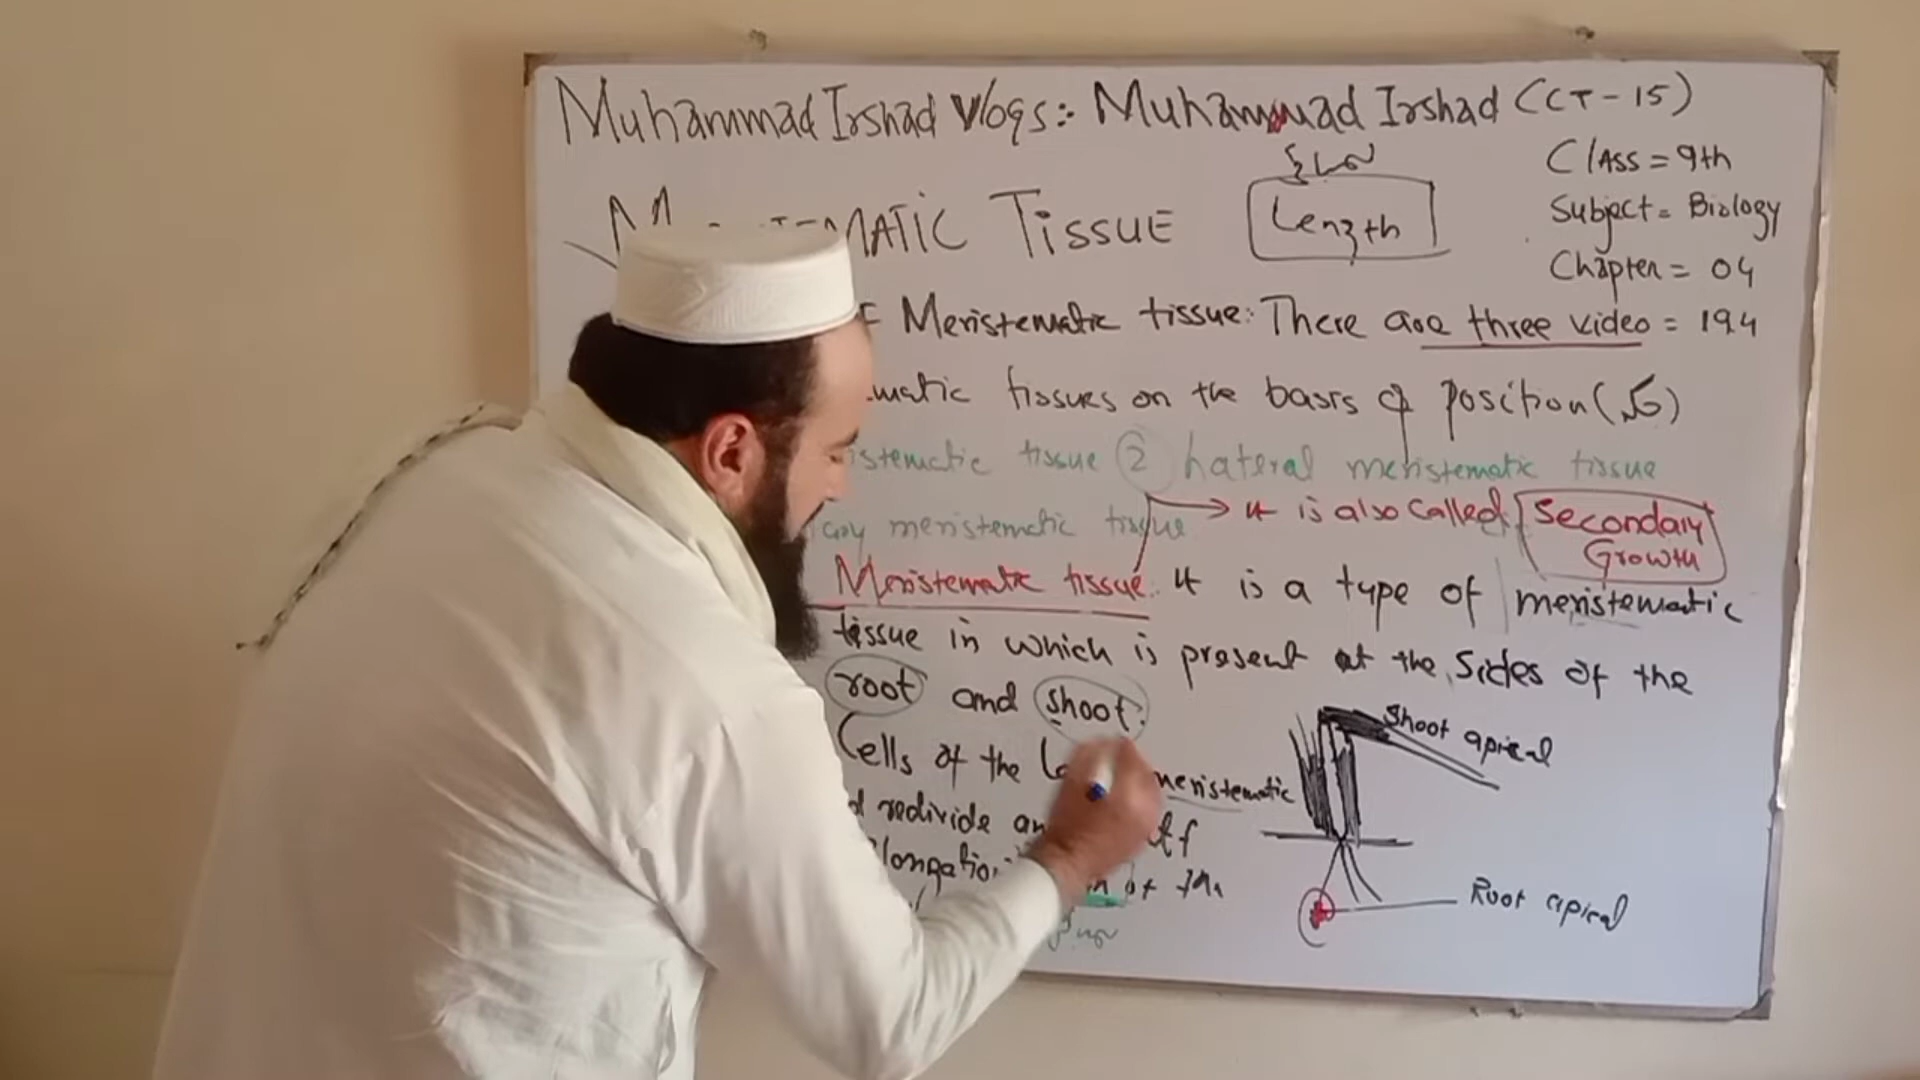 Muhammad Irshad Vlogs:- Muhammad Irshad (CT-15)
Class = 9th
MATIC TissuE
Length
Subject = Biology
Chapter = 04
Meristematic tissue: There are three video = 194
matic tissues on the basis of position
istematic tissue ② Lateral meristematic tissue
It is also called Secondary
Growth
ary meristematic tissue
Meristematic tissue: It is a type of meristematic
tissue in which is present at the sides of the
root and shoot.
Shoot apical
Cells of the meristematic
redivide
longation
Root apical